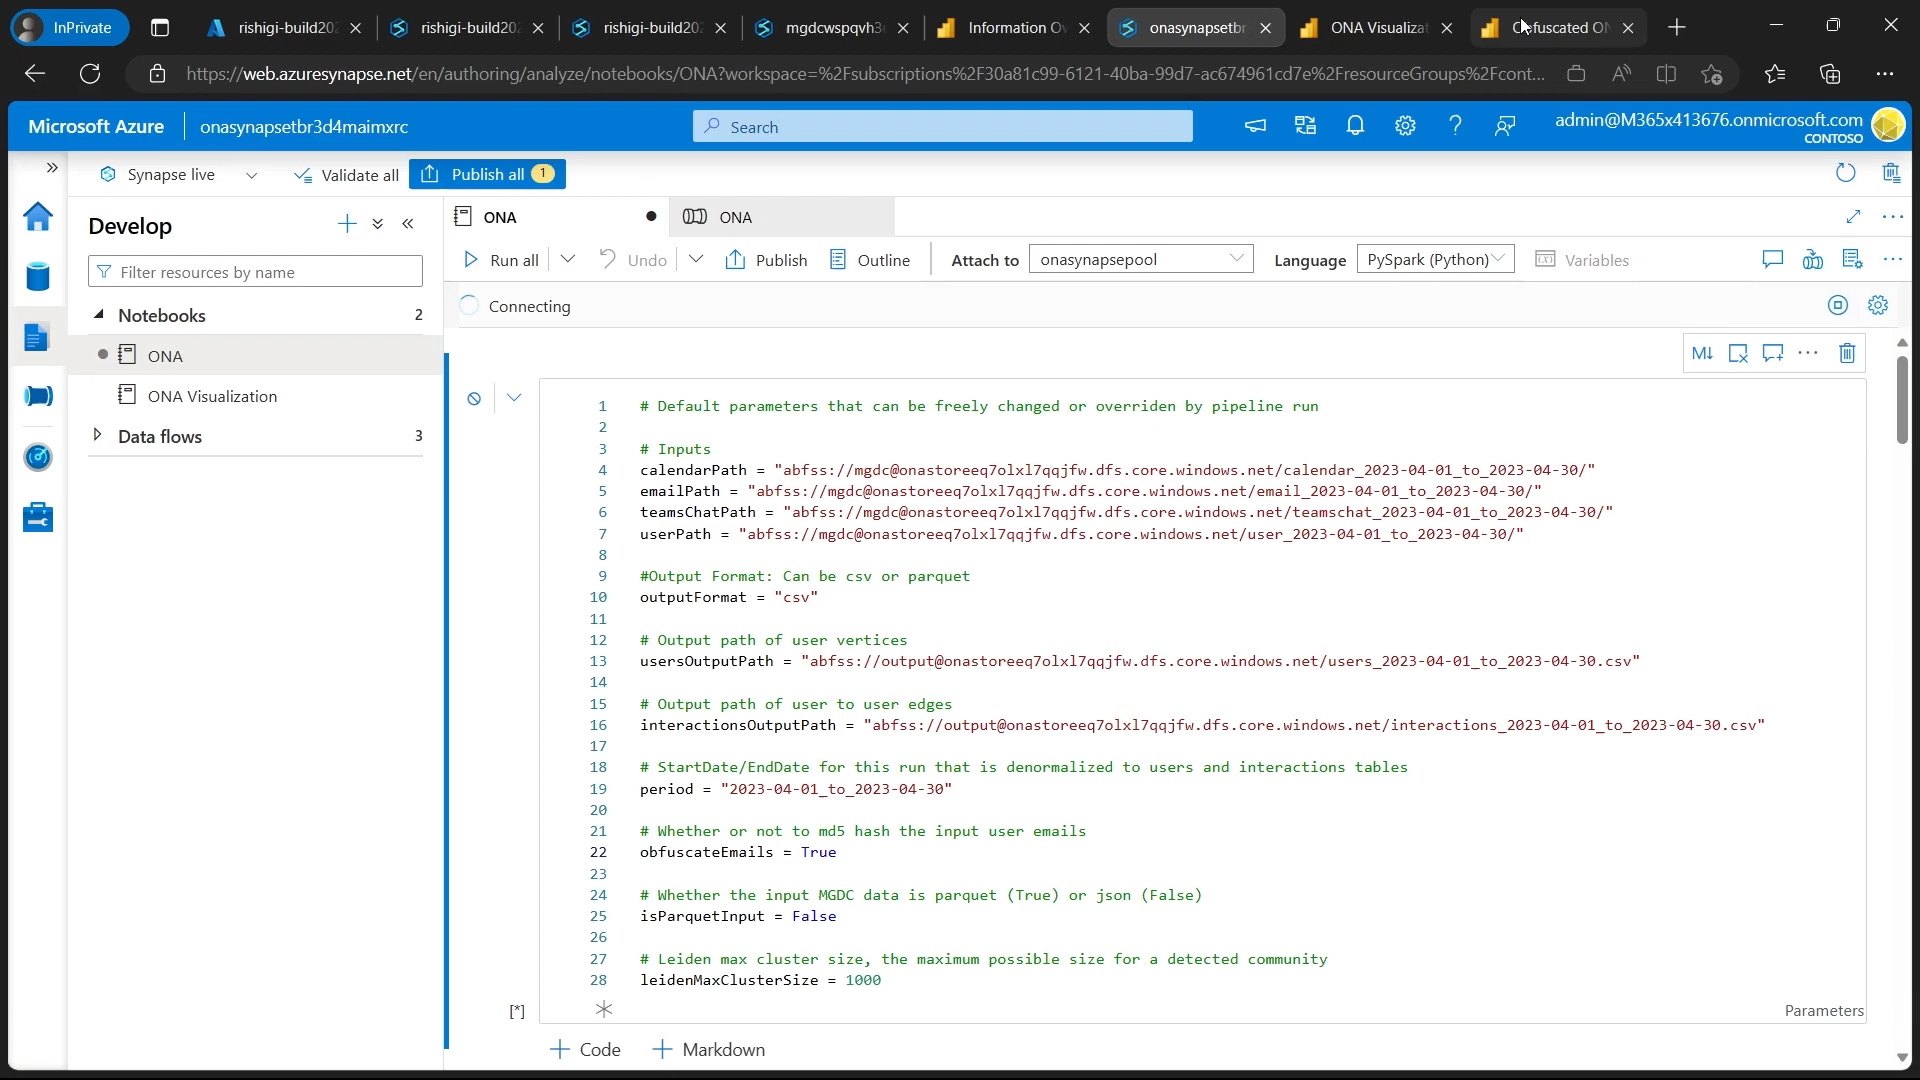 InPrivate
rishigi-build202
rishigi-build202
rishigi-build202
mgdcwspqvh3
Information Ov
onasynapsetbr
ONA Visualizat
Obfuscated ON
https://web.azuresynapse.net/en/authoring/analyze/notebooks/ONA?workspace=%2Fsubscriptions%2F30a81c99-6121-40ba-99d7-ac674961cd7e%2FresourceGroups%2Fcont...
Microsoft Azure
onasynapsetbr3d4maimxrc
Search
admin@M365x413676.onmicrosoft.com
CONTOSO
Synapse live
Validate all
Publish all 1
Develop
Filter resources by name
Notebooks 2
ONA
ONA Visualization
Data flows 3
ONA
ONA
Run all
Undo
Publish
Outline
Attach to
onasynapsepool
Language
PySpark (Python)
Variables
Connecting
M↓
1 # Default parameters that can be freely changed or overriden by pipeline run
2
3 # Inputs
4 calendarPath = "abfss://mgdc@onastoreeq7olxl7qqjfw.dfs.core.windows.net/calendar_2023-04-01_to_2023-04-30/"
5 emailPath = "abfss://mgdc@onastoreeq7olxl7qqjfw.dfs.core.windows.net/email_2023-04-01_to_2023-04-30/"
6 teamsChatPath = "abfss://mgdc@onastoreeq7olxl7qqjfw.dfs.core.windows.net/teamschat_2023-04-01_to_2023-04-30/"
7 userPath = "abfss://mgdc@onastoreeq7olxl7qqjfw.dfs.core.windows.net/user_2023-04-01_to_2023-04-30/"
8
9 #Output Format: Can be csv or parquet
10 outputFormat = "csv"
11
12 # Output path of user vertices
13 usersOutputPath = "abfss://output@onastoreeq7olxl7qqjfw.dfs.core.windows.net/users_2023-04-01_to_2023-04-30.csv"
14
15 # Output path of user to user edges
16 interactionsOutputPath = "abfss://output@onastoreeq7olxl7qqjfw.dfs.core.windows.net/interactions_2023-04-01_to_2023-04-30.csv"
17
18 # StartDate/EndDate for this run that is denormalized to users and interactions tables
19 period = "2023-04-01_to_2023-04-30"
20
21 # Whether or not to md5 hash the input user emails
22 obfuscateEmails = True
23
24 # Whether the input MGDC data is parquet (True) or json (False)
25 isParquetInput = False
26
27 # Leiden max cluster size, the maximum possible size for a detected community
28 leidenMaxClusterSize = 1000
[*]
Parameters
Code
Markdown